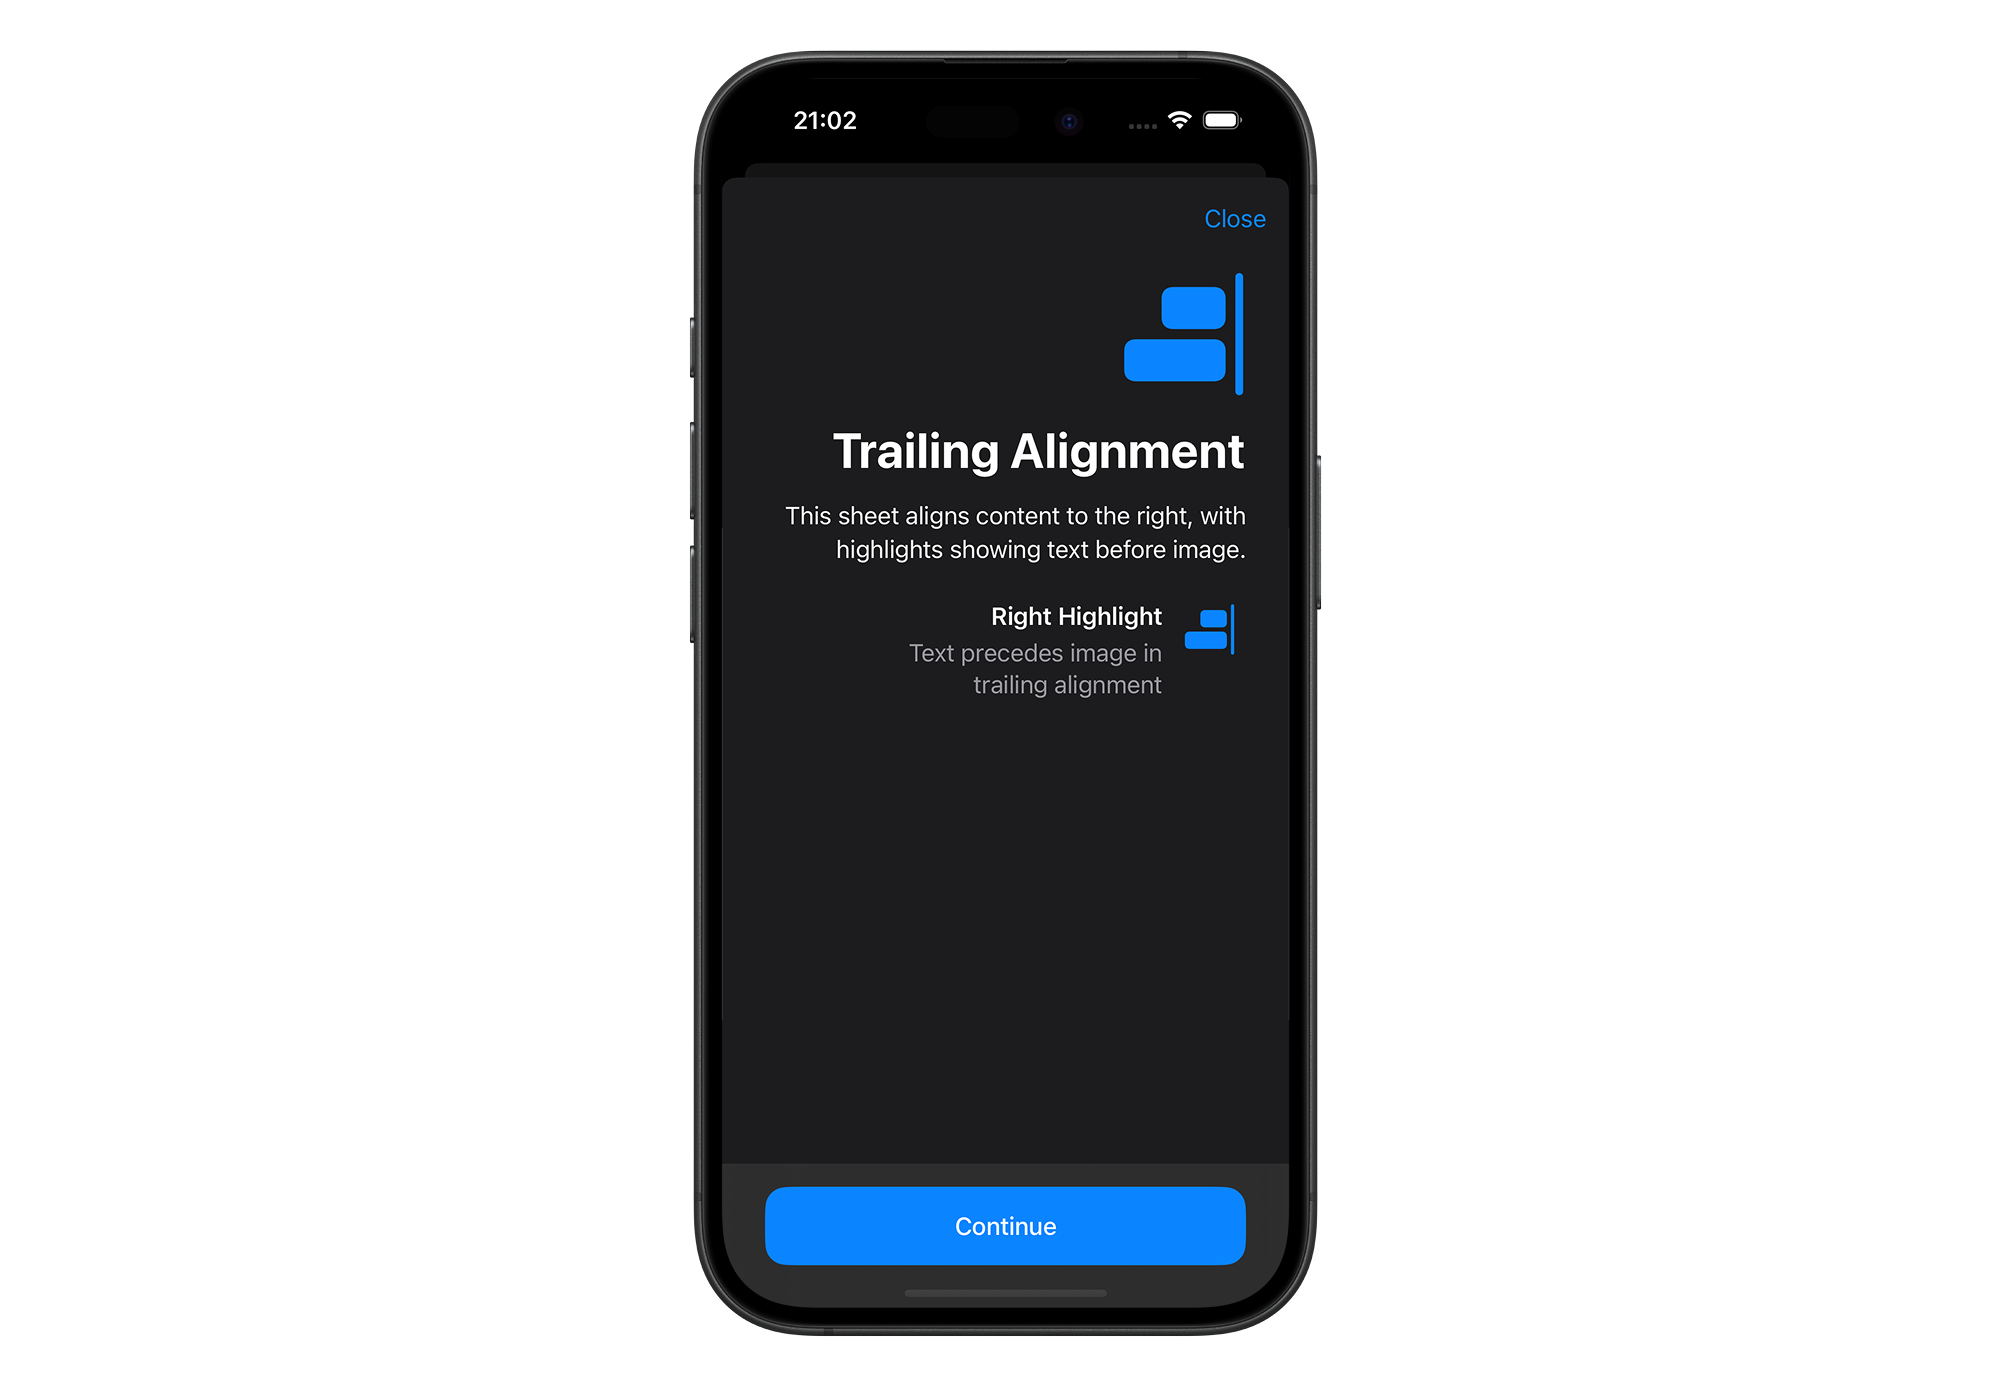 21:02
Close
Trailing Alignment
This sheet aligns content to the right, with
highlights showing text before image.
Right Highlight
Text precedes image in
trailing alignment
Continue